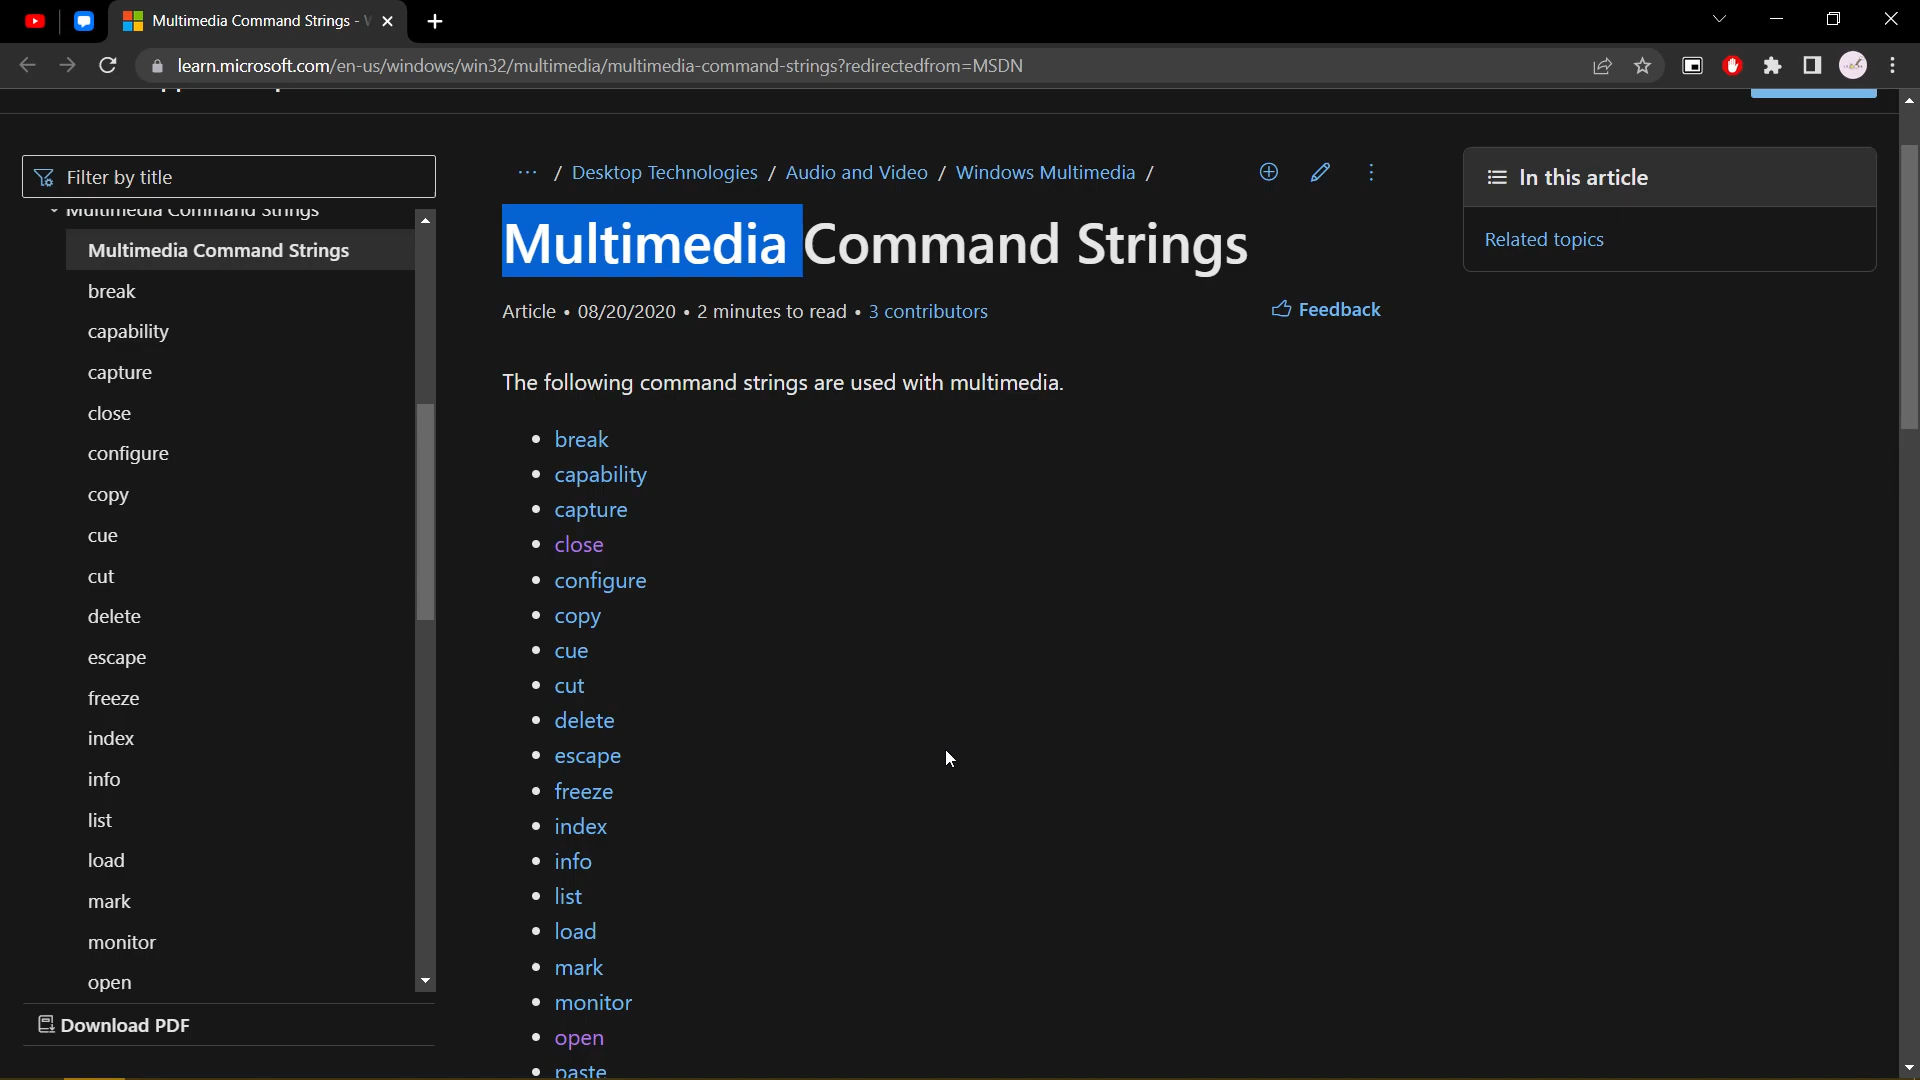 Multimedia Command Strings - W
learn.microsoft.com/en-us/windows/win32/multimedia/multimedia-command-strings?redirectedfrom=MSDN
Filter by title
Multimedia Command Strings
Multimedia Command Strings
break
capability
capture
close
configure
copy
cue
cut
delete
escape
freeze
index
info
list
load
mark
monitor
open
Download PDF
... / Desktop Technologies / Audio and Video / Windows Multimedia /
Multimedia Command Strings
Article • 08/20/2020 • 2 minutes to read • 3 contributors
Feedback
The following command strings are used with multimedia.
• break
• capability
• capture
• close
• configure
• copy
• cue
• cut
• delete
• escape
• freeze
• index
• info
• list
• load
• mark
• monitor
• open
• paste
In this article
Related topics